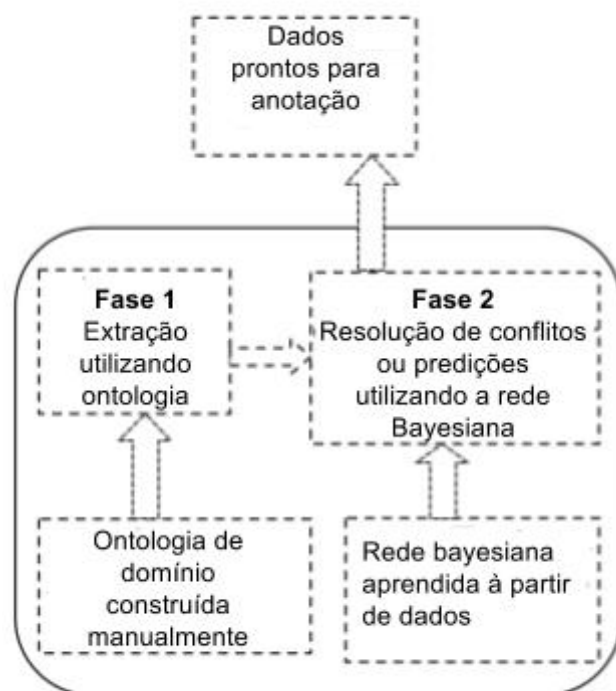 Dados
prontos para
anotação
Fase 1
Extração
utilizando
ontologia
Fase 2
Resolução de conflitos
ou predições
utilizando a rede
Bayesiana
Ontologia de
domínio
construída
manualmente
Rede bayesiana
aprendida à partir
de dados